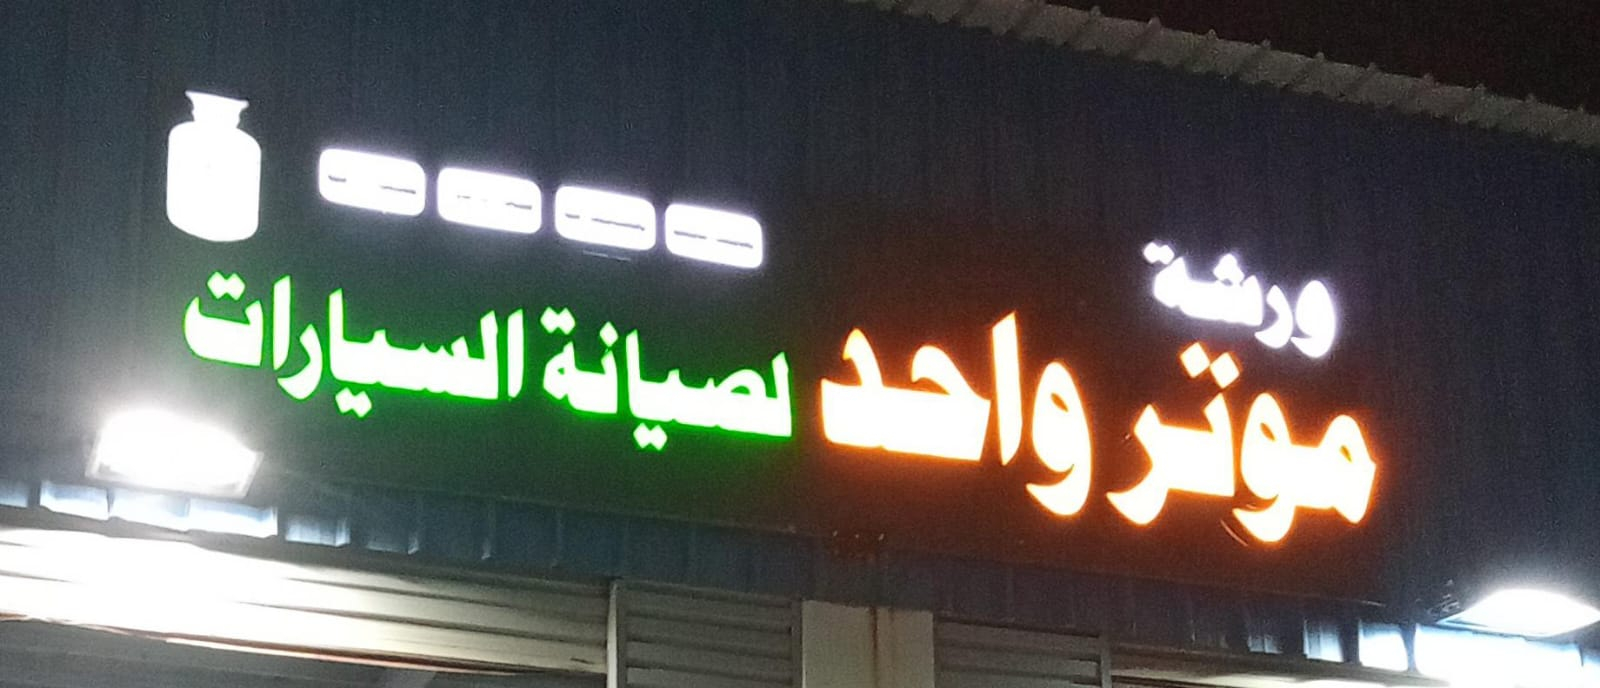 ورشة
موتر واحد
لصيانة السيارات